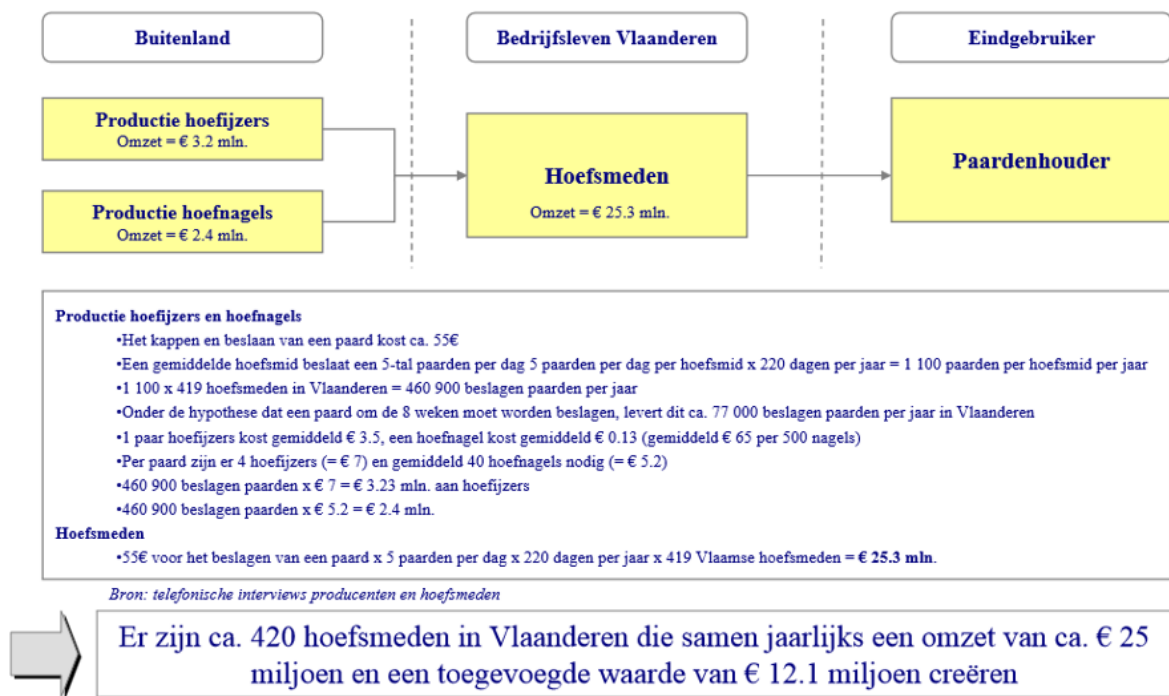 Buitenland
Bedrijfsleven Vlaanderen
Eindgebruiker
Productie hoefijzers
Omzet = € 3.2 mln.
Productie hoefnagels
Omzet = € 2.4 mln.
Hoefsmeden
Omzet = € 25.3 mln.
Paardenhouder
Productie hoefijzers en hoefnagels
•Het kappen en beslaan van een paard kost ca. 55€
•Een gemiddelde hoefsmid beslaat een 5-tal paarden per dag 5 paarden per dag per hoefsmid x 220 dagen per jaar = 1 100 paarden per hoefsmid per jaar
•1 100 x 419 hoefsmeden in Vlaanderen = 460 900 beslagen paarden per jaar
•Onder de hypothese dat een paard om de 8 weken moet worden beslagen, levert dit ca. 77 000 beslagen paarden per jaar in Vlaanderen
•1 paar hoefijzers kost gemiddeld € 3.5, een hoefnagel kost gemiddeld € 0.13 (gemiddeld € 65 per 500 nagels)
•Per paard zijn er 4 hoefijzers (= € 7) en gemiddeld 40 hoefnagels nodig (= € 5.2)
•460 900 beslagen paarden x € 7 = € 3.23 mln. aan hoefijzers
•460 900 beslagen paarden x € 5.2 = € 2.4 mln.
Hoefsmeden
•55€ voor het beslagen van een paard x 5 paarden per dag x 220 dagen per jaar x 419 Vlaamse hoefsmeden = € 25.3 mln.
Bron: telefonische interviews producenten en hoefsmeden
Er zijn ca. 420 hoefsmeden in Vlaanderen die samen jaarlijks een omzet van ca. € 25
miljoen en een toegevoegde waarde van € 12.1 miljoen creëren